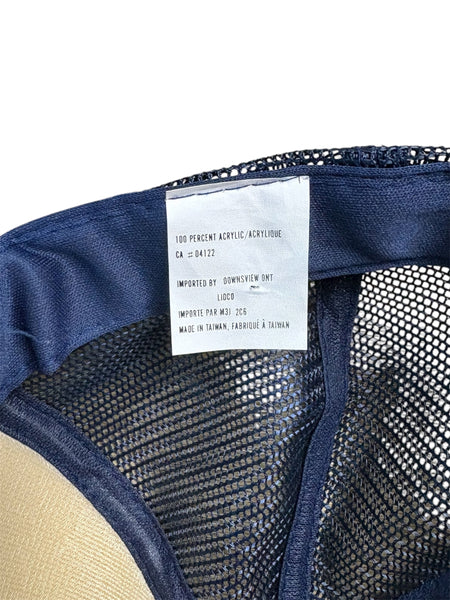 100 PERCENT ACRYLIC/ACRYLIQUE
CA # 04122
IMPORTED BY DOWNSVIEW ONT
LIDCO
IMPORTE PAR M3J 2C6
MADE IN TAIWAN, FABRIQUÉ À TAIWAN